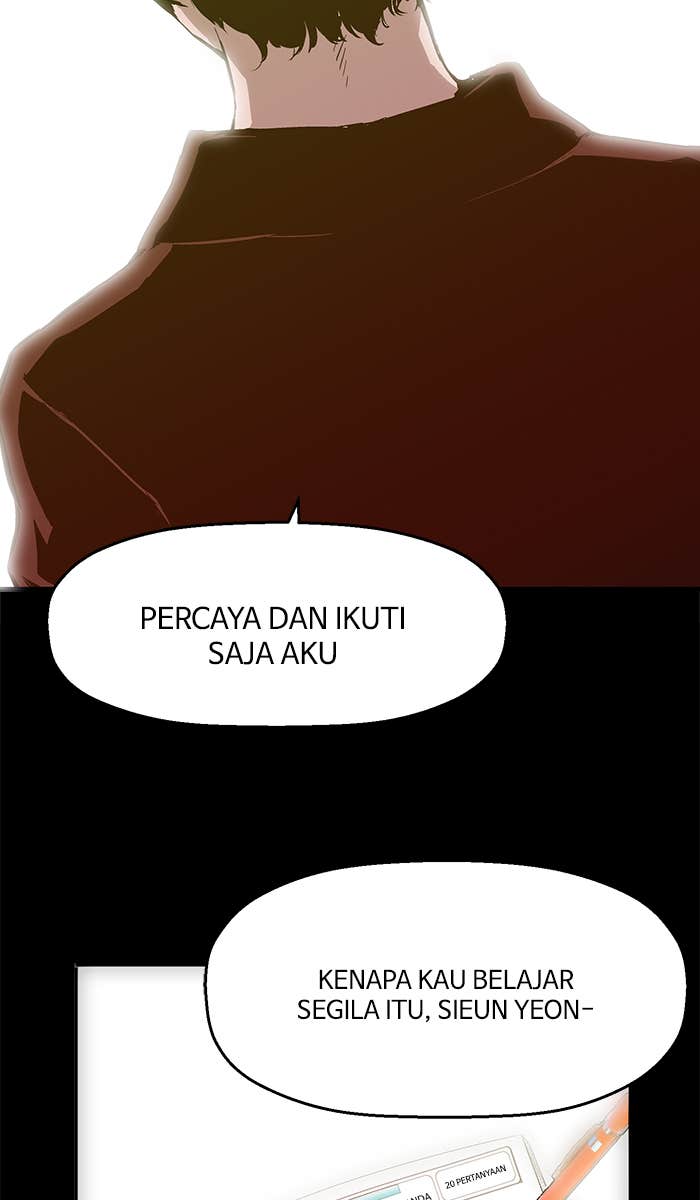 PERCAYA DAN IKUTI
SAJA AKU
KENAPA KAU BELAJAR
SEGILA ITU, SIEUN YEON-
20 PERTANYAAN